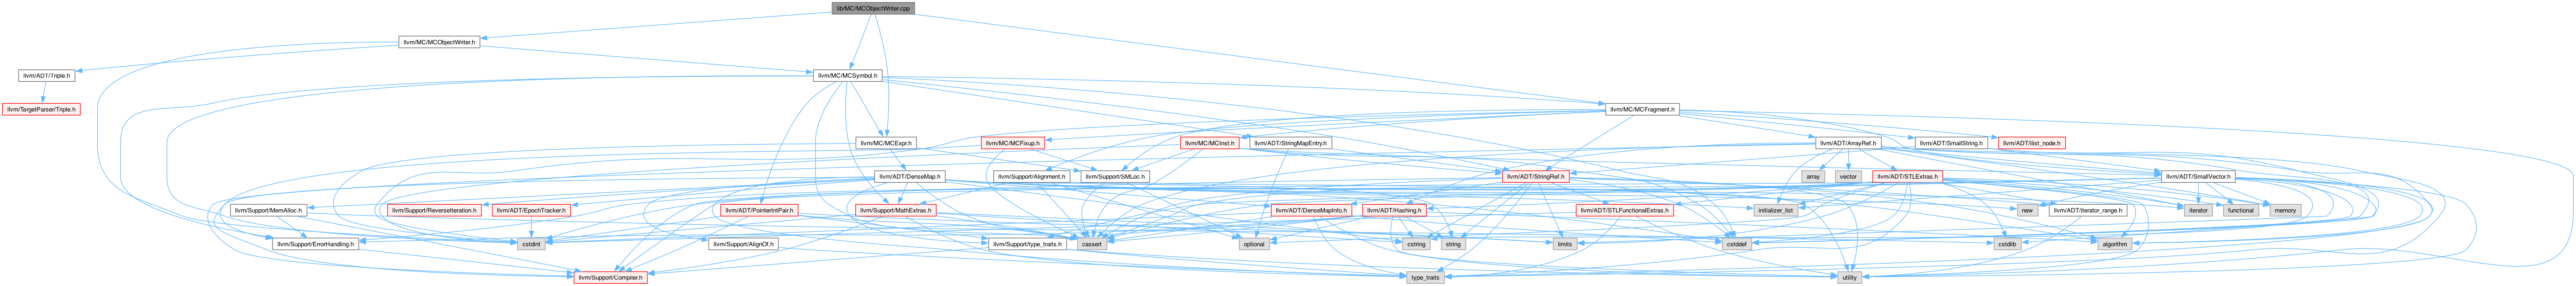 lib/MC/MCObjectWriter.cpp
llvm/MC/MCObjectWriter.h
llvm/ADT/Triple.h
llvm/MC/MCSymbol.h
llvm/TargetParser/Triple.h
llvm/MC/MCFragment.h
llvm/MC/MCExpr.h
llvm/MC/MCFixup.h
llvm/MC/MCInst.h
llvm/ADT/StringMapEntry.h
llvm/ADT/ArrayRef.h
llvm/ADT/SmallString.h
llvm/ADT/ilist_node.h
llvm/ADT/DenseMap.h
llvm/Support/Alignment.h
llvm/Support/SMLoc.h
llvm/ADT/StringRef.h
array
vector
llvm/ADT/STLExtras.h
llvm/ADT/SmallVector.h
llvm/Support/MemAlloc.h
llvm/Support/ReverseIteration.h
llvm/ADT/EpochTracker.h
llvm/ADT/PointerIntPair.h
llvm/Support/MathExtras.h
llvm/ADT/DenseMapInfo.h
llvm/ADT/Hashing.h
initializer_list
llvm/ADT/STLFunctionalExtras.h
new
llvm/ADT/iterator_range.h
iterator
functional
memory
llvm/Support/ErrorHandling.h
cstdint
llvm/Support/AlignOf.h
llvm/Support/type_traits.h
cassert
optional
cstring
string
limits
cstddef
cstdlib
algorithm
llvm/Support/Compiler.h
type_traits
utility